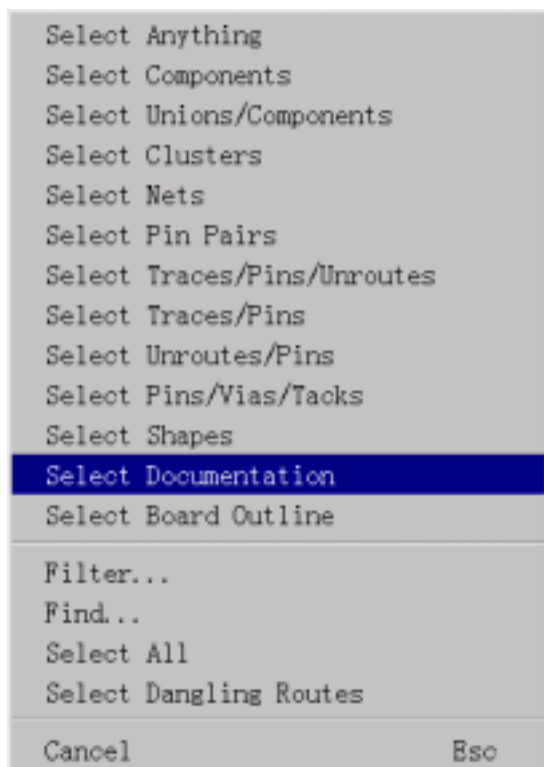 Select Anything
Select Components
Select Unions/Components
Select Clusters
Select Nets
Select Pin Pairs
Select Traces/Pins/Unroutes
Select Traces/Pins
Select Unroutes/Pins
Select Pins/Vias/Tacks
Select Shapes
Select Documentation
Select Board Outline
Filter...
Find...
Select All
Select Dangling Routes
Cancel Esc